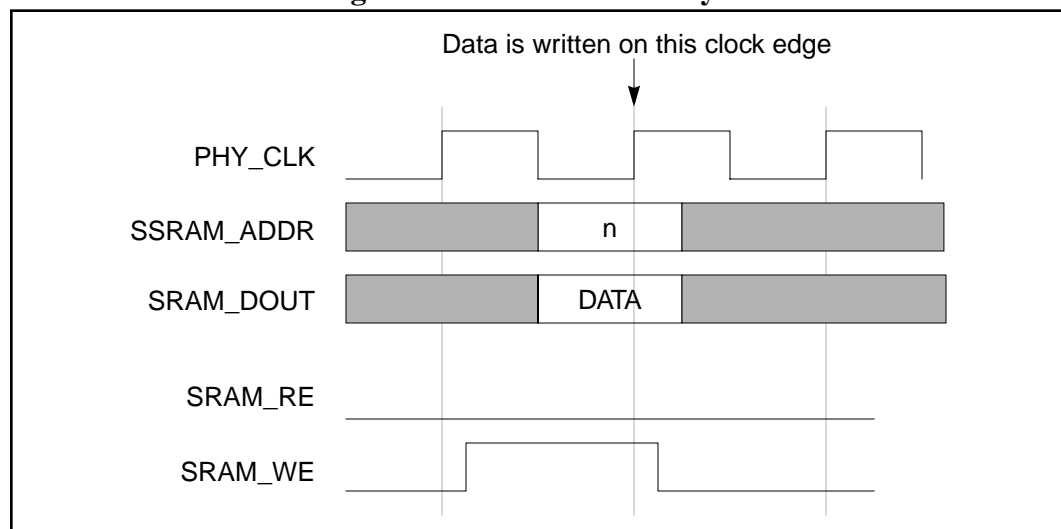 Data is written on this clock edge
PHY_CLK
SSRAM_ADDR
n
SRAM_DOUT
DATA
SRAM_RE
SRAM_WE